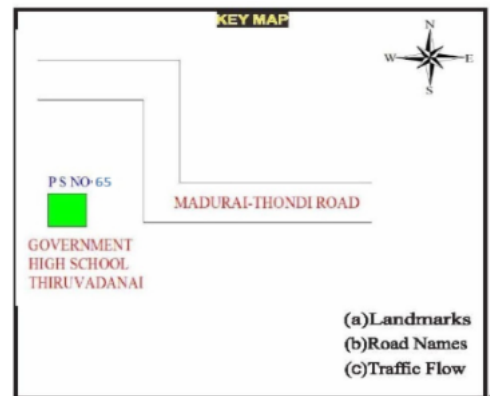 KEY MAP
N
W E
S
P S NO-65
MADURAI-THONDI ROAD
GOVERNMENT
HIGH SCHOOL
THIRUVADANAI
(a)Landmarks
(b)Road Names
(c)Traffic Flow